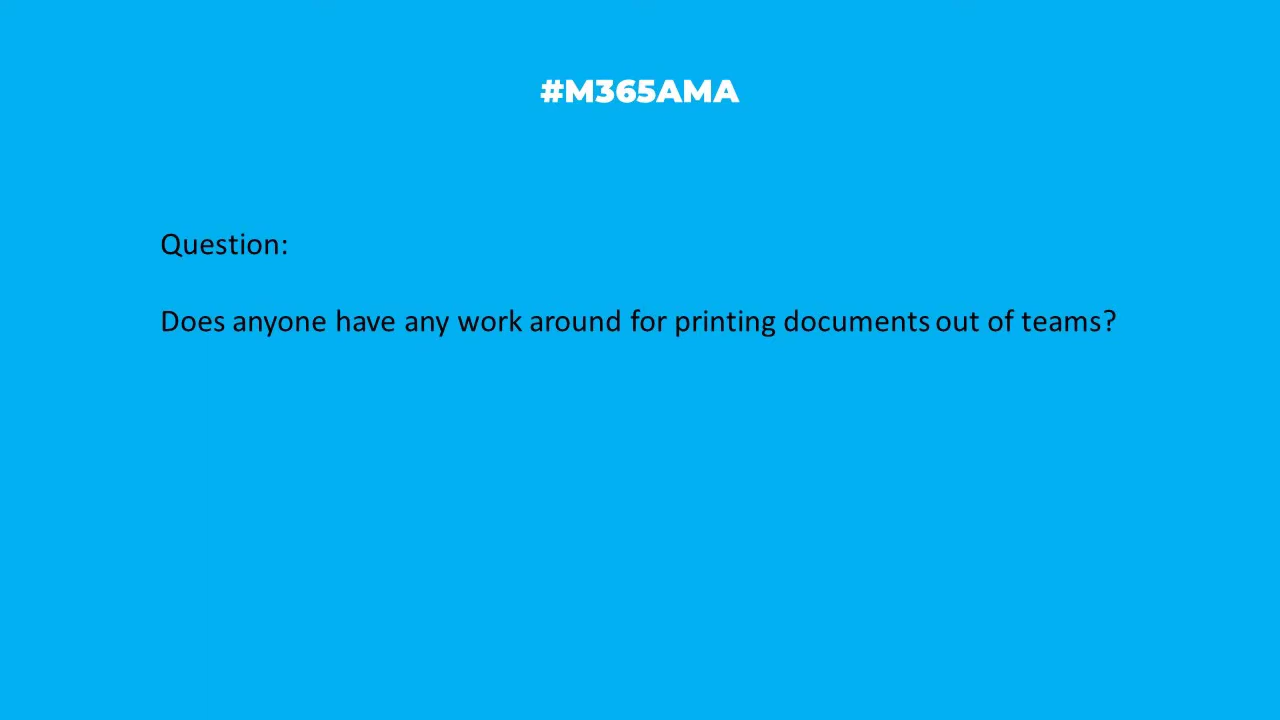 #M365AMA
Question:
Does anyone have any work around for printing documents out of teams?